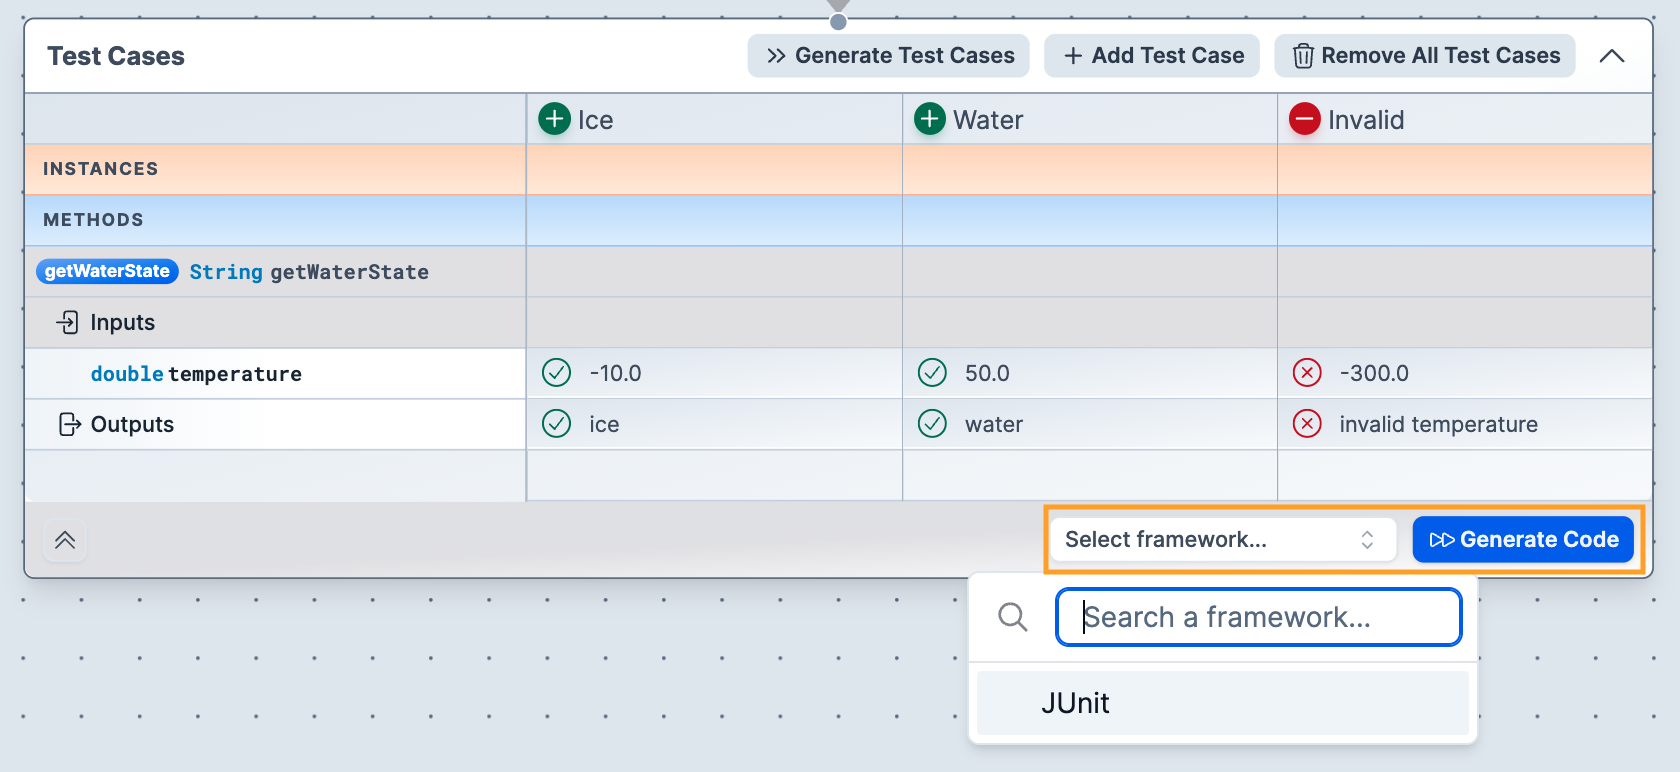 Test Cases
Generate Test Cases
Add Test Case
Remove All Test Cases
Ice
Water
Invalid
INSTANCES
METHODS
getWaterState String getWaterState
Inputs
double temperature
-10.0
50.0
-300.0
Outputs
ice
water
invalid temperature
Select framework...
Generate Code
Search a framework...
JUnit